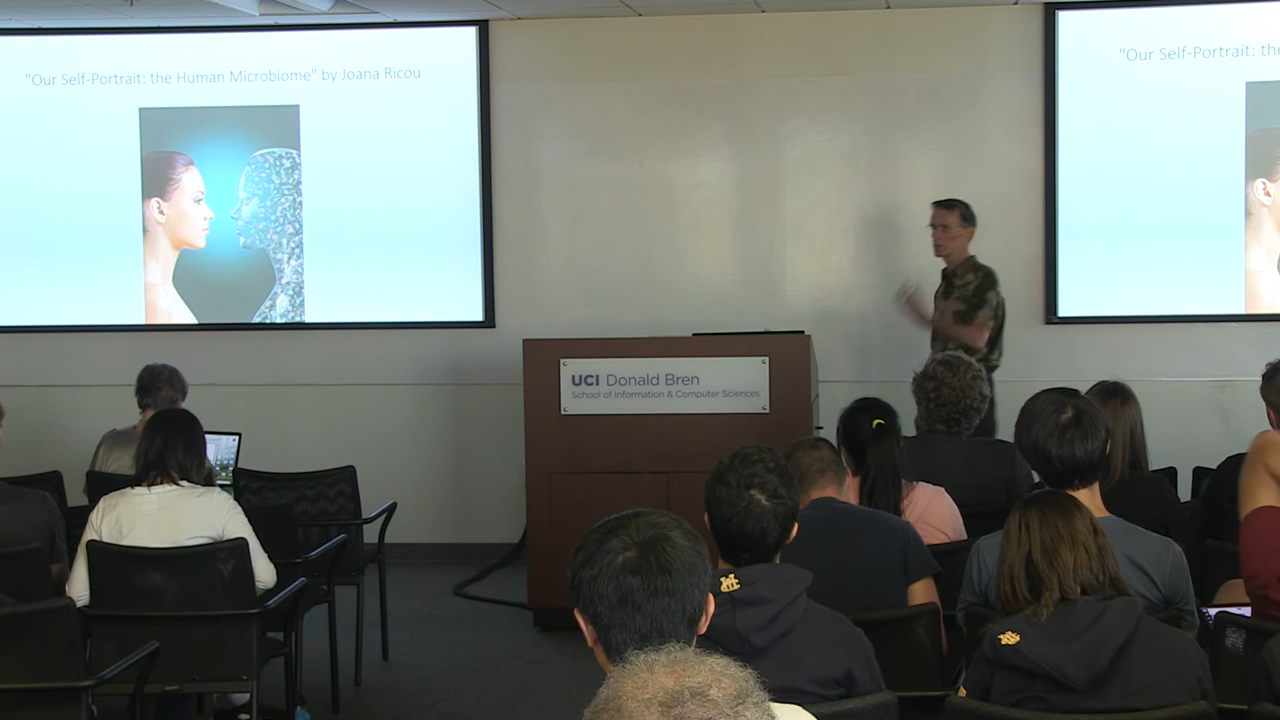 "Our Self-Portrait: the Human Microbiome" by Joana Ricou
"Our Self-Portrait: the
UCI Donald Bren
School of Information & Computer Sciences